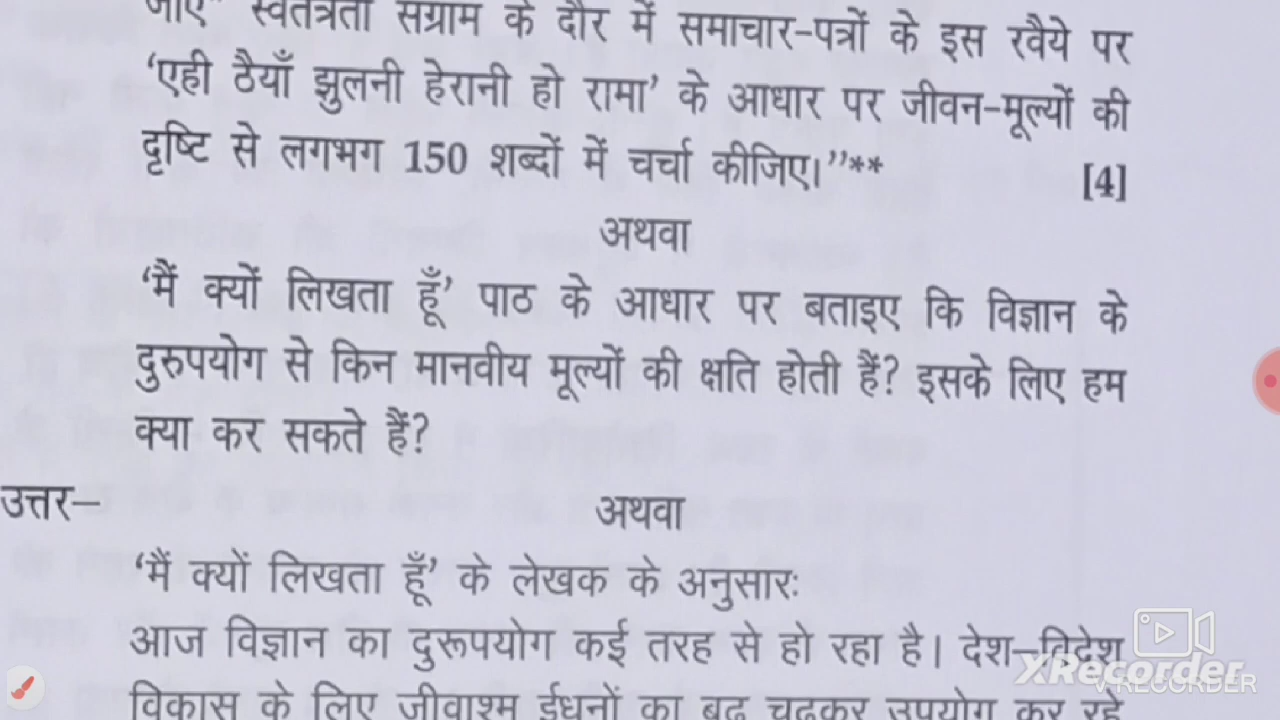 जाए" स्वतंत्रता संग्राम के दौर में समाचार-पत्रों के इस रवैये पर
'एही ठैयाँ झुलनी हेरानी हो रामा' के आधार पर जीवन-मूल्यों की
दृष्टि से लगभग 150 शब्दों में चर्चा कीजिए।"** [4]
अथवा
'मैं क्यों लिखता हूँ' पाठ के आधार पर बताइए कि विज्ञान के
दुरुपयोग से किन मानवीय मूल्यों की क्षति होती हैं? इसके लिए हम
क्या कर सकते हैं?
उत्तर–
अथवा
'मैं क्यों लिखता हूँ' के लेखक के अनुसारः
आज विज्ञान का दुरूपयोग कई तरह से हो रहा है। देश–विदेश
विकास के लिए जीवाश्म ईधनों का बढ़ चढ़कर उपयोग कर रहे
XRecorder
V RECORDER